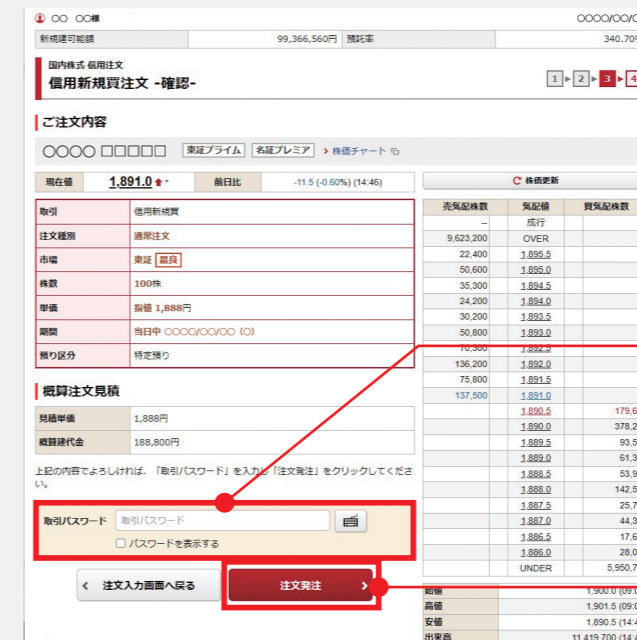 ○○ ○○様 ○○○○/○○/○
新規建可能額 99,366,560円 預託率 340.70%
国内株式 信用注文
信用新規買注文 -確認- 1 2 3 4
ご注文内容
○○○○ □□□□□ 東証プライム 名証プレミア 株価チャート
現在値 1,891.0 前日比 -11.5 (-0.60%) (14:46) 株価更新
取引 信用新規買
注文種別 通常注文
市場 東証 最良
株数 100株
単価 指値 1,888円
期間 当日中 ○○○○/○○/○○ (○)
預り区分 特定預り
概算注文見積
見積単価 1,888円
概算建代金 188,800円
上記の内容でよろしければ、「取引パスワード」を入力し「注文発注」をクリックしてくださ
い。
取引パスワード 取引パスワード
パスワードを表示する
注文入力画面へ戻る 注文発注
売気配株数 気配値 買気配株数
-- 成行
9,623,200 OVER
22,400 1,895.5
50,600 1,895.0
35,300 1,894.5
24,200 1,894.0
30,200 1,893.5
50,800 1,893.0
70,300 1,892.5
136,200 1,892.0
75,800 1,891.5
137,500 1,891.0
1,890.5 179,6
1,890.0 378,2
1,889.5 93,5
1,889.0 61,3
1,888.5 53,9
1,888.0 142,5
1,887.5 25,7
1,887.0 44,3
1,886.5 17,6
1,886.0 28,0
UNDER 5,950,7
始値 1,900.0 (09:0
高値 1,901.5 (09:0
安値 1,890.5 (14:4
出来高 11,419,700 (14:4